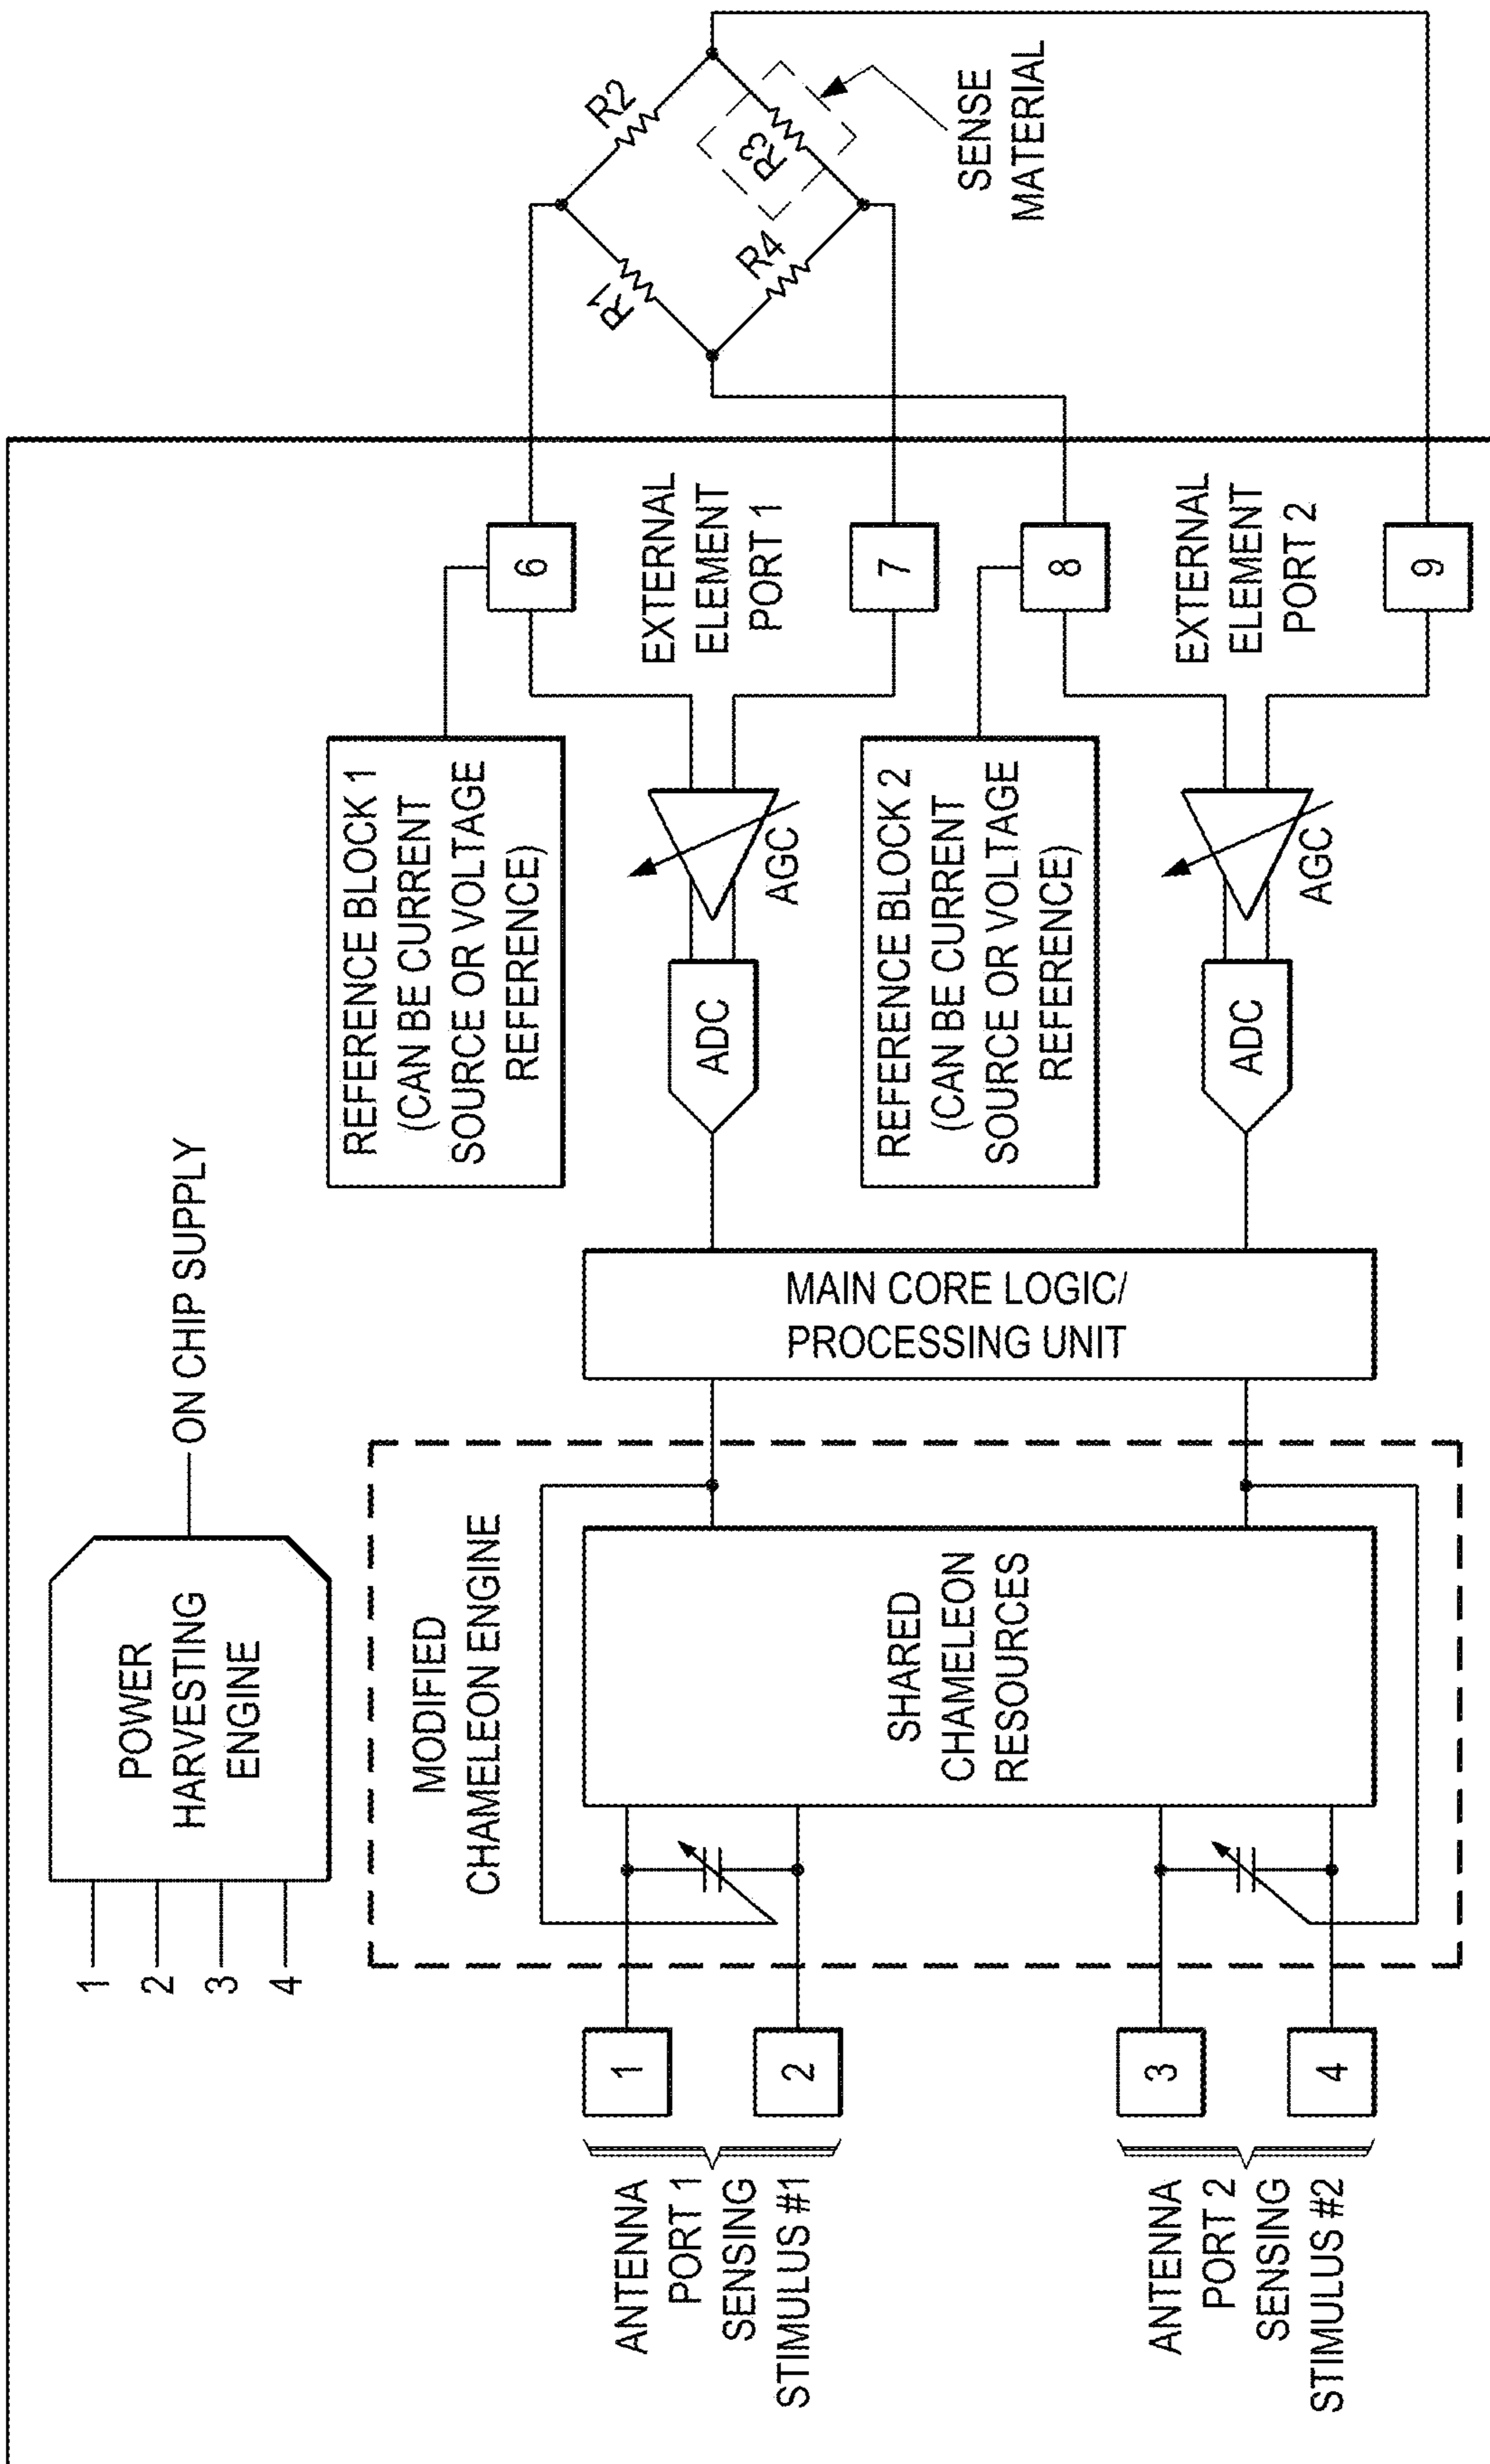 1
2
3
4
POWER
HARVESTING
ENGINE
ON CHIP SUPPLY
ANTENNA
PORT 1
SENSING
STIMULUS #1
1
2
ANTENNA
PORT 2
SENSING
STIMULUS #2
3
4
MODIFIED
CHAMELEON ENGINE
SHARED
CHAMELEON
RESOURCES
MAIN CORE LOGIC/
PROCESSING UNIT
REFERENCE BLOCK 1
(CAN BE CURRENT
SOURCE OR VOLTAGE
REFERENCE)
ADC
AGC
6
EXTERNAL
ELEMENT
PORT 1
7
REFERENCE BLOCK 2
(CAN BE CURRENT
SOURCE OR VOLTAGE
REFERENCE)
ADC
AGC
8
EXTERNAL
ELEMENT
PORT 2
9
R1
R2
R4
R3
SENSE
MATERIAL